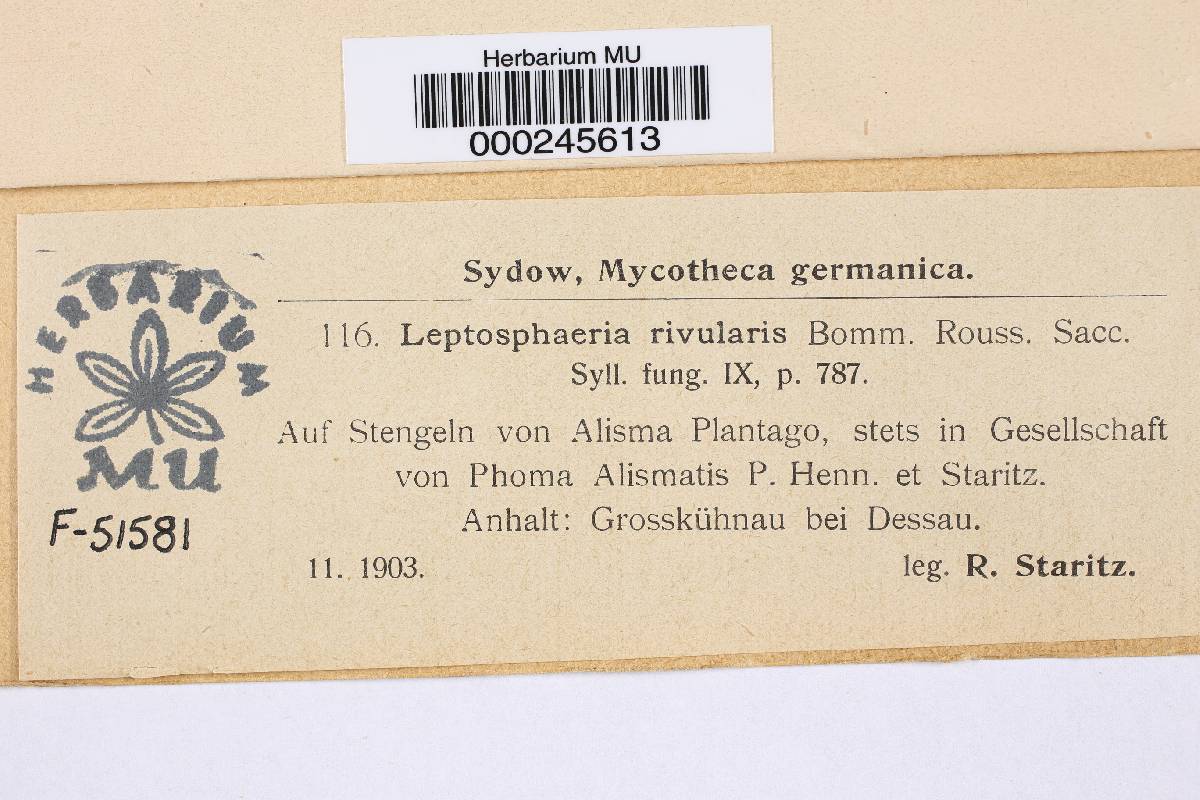 Herbarium MU
000245613
HERBARIUM
MU
F-51581
Sydow, Mycotheca germanica.
116. Leptosphaeria rivularis Bomm. Rouss. Sacc.
Syll. fung. IX, p. 787.
Auf Stengeln von Alisma Plantago, stets in Gesellschaft
von Phoma Alismatis P. Henn. et Staritz.
Anhalt: Grosskühnau bei Dessau.
11. 1903.
leg. R. Staritz.